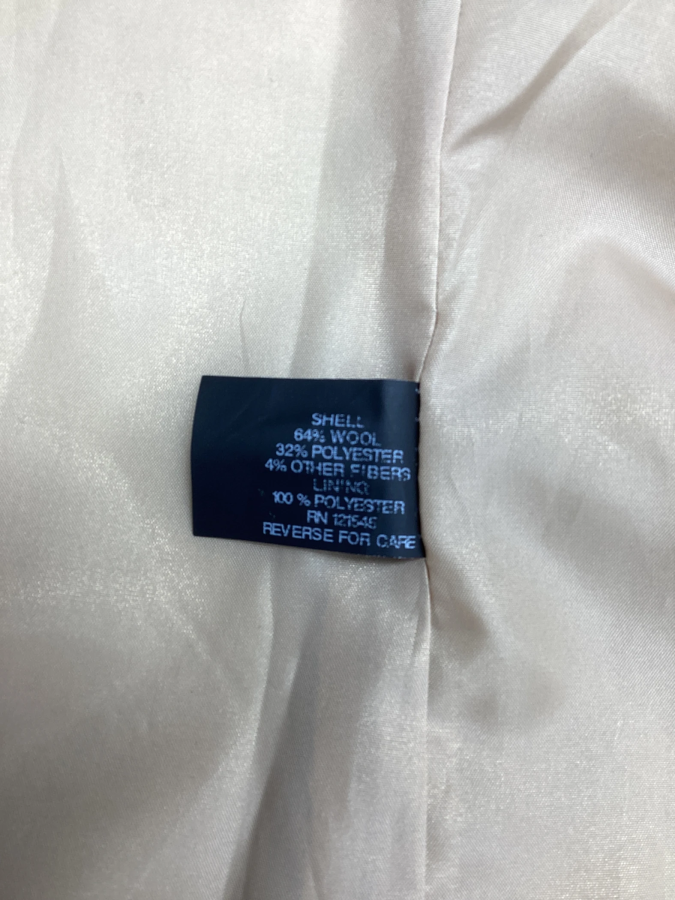 SHELL
64% WOOL
32% POLYESTER
4% OTHER FIBERS
LINING
100 % POLYESTER
RN 121546
REVERSE FOR CARE